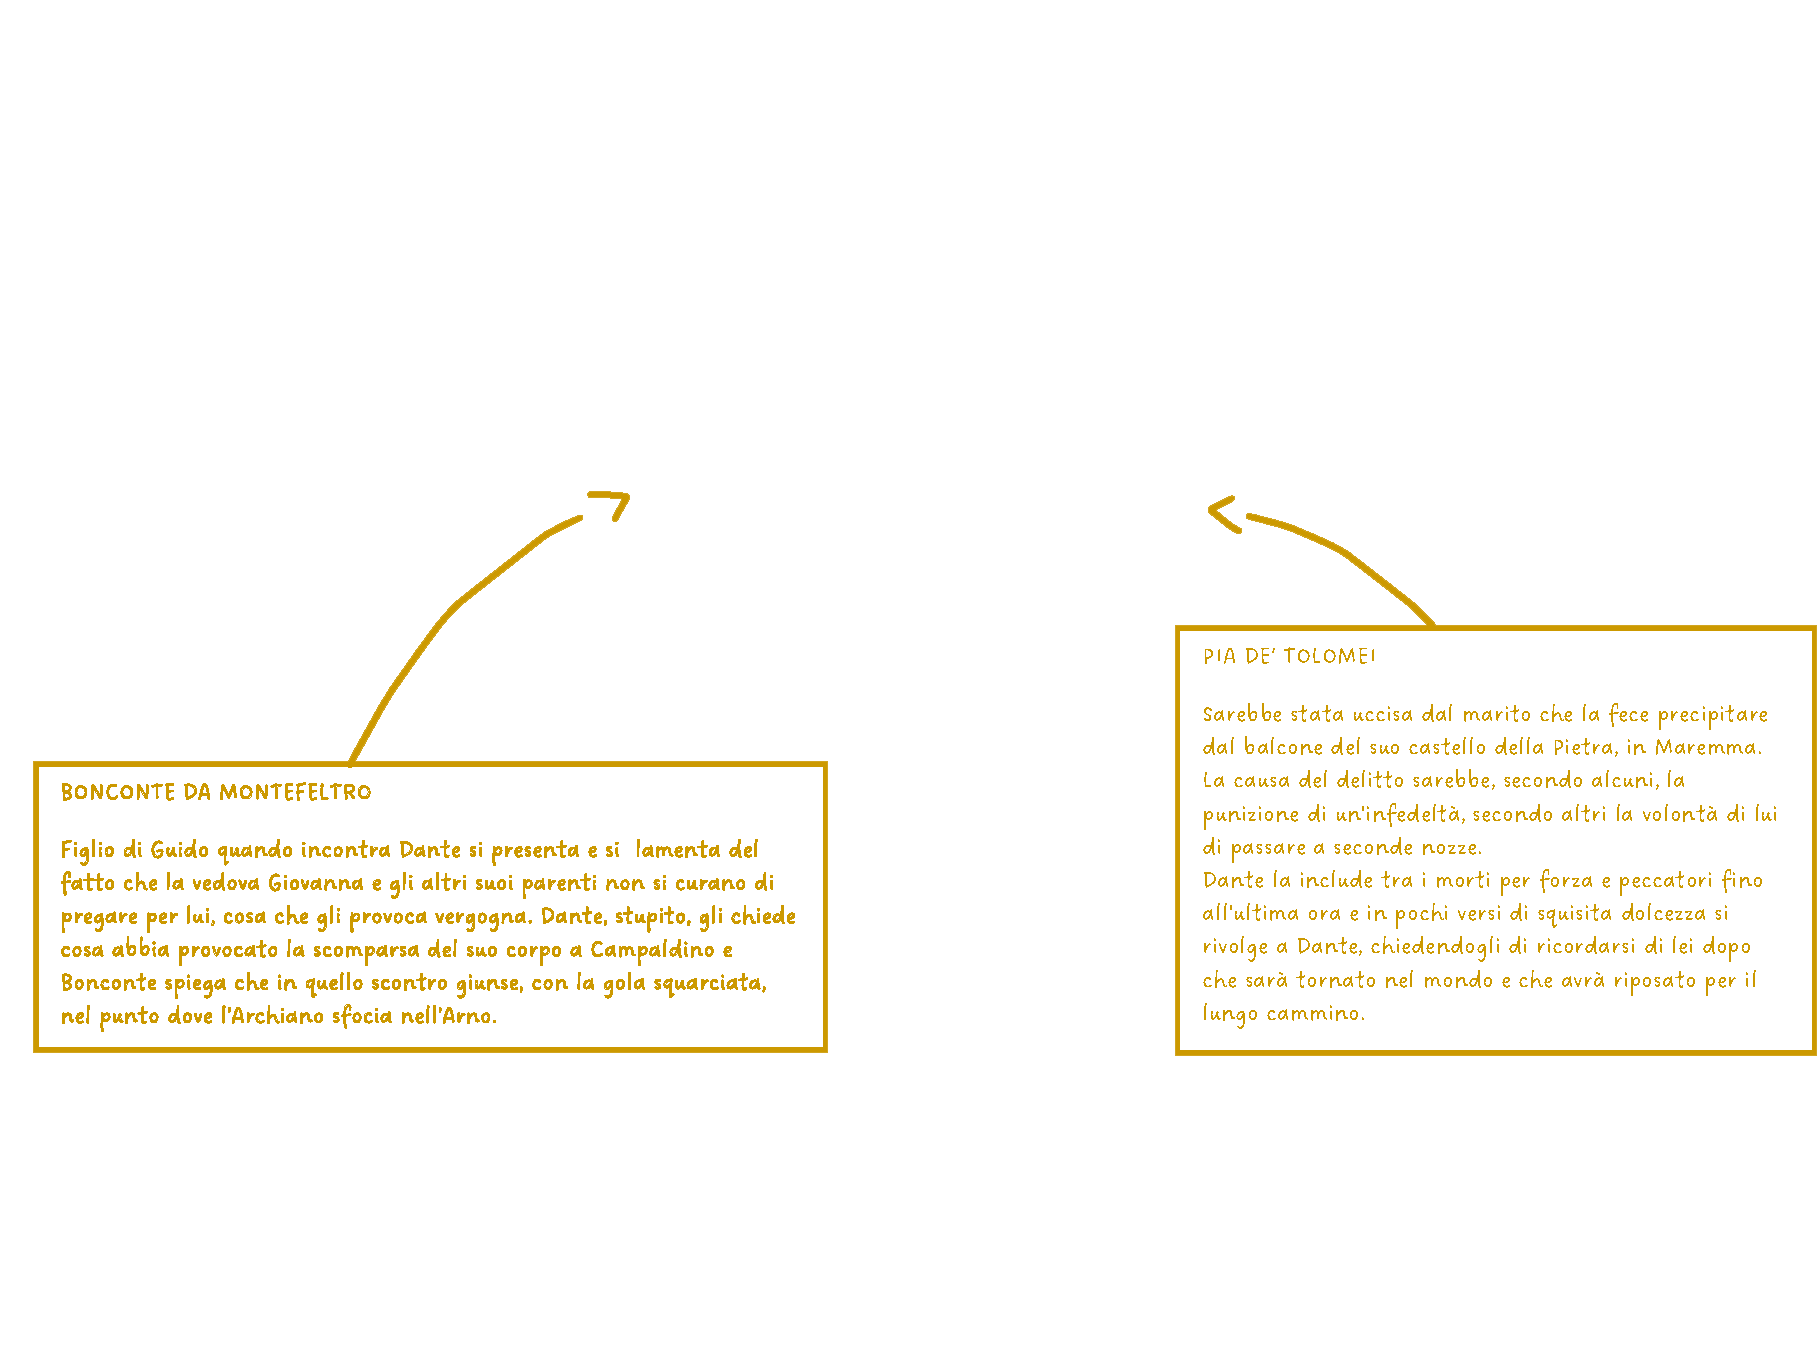 BONCONTE DA MONTEFELTRO
Figlio di Guido quando incontra Dante si presenta e si  lamenta del
fatto che la vedova Giovanna e gli altri suoi parenti non si curano di
pregare per lui, cosa che gli provoca vergogna. Dante, stupito, gli chiede
cosa abbia provocato la scomparsa del suo corpo a Campaldino e
Bonconte spiega che in quello scontro giunse, con la gola squarciata,
nel punto dove l'Archiano sfocia nell'Arno.
PIA DE' TOLOMEI
Sarebbe stata uccisa dal marito che la fece precipitare
dal balcone del suo castello della Pietra, in Maremma.
La causa del delitto sarebbe, secondo alcuni, la
punizione di un'infedeltà, secondo altri la volontà di lui
di passare a seconde nozze.
Dante la include tra i morti per forza e peccatori fino
all'ultima ora e in pochi versi di squisita dolcezza si
rivolge a Dante, chiedendogli di ricordarsi di lei dopo
che sarà tornato nel mondo e che avrà riposato per il
lungo cammino.